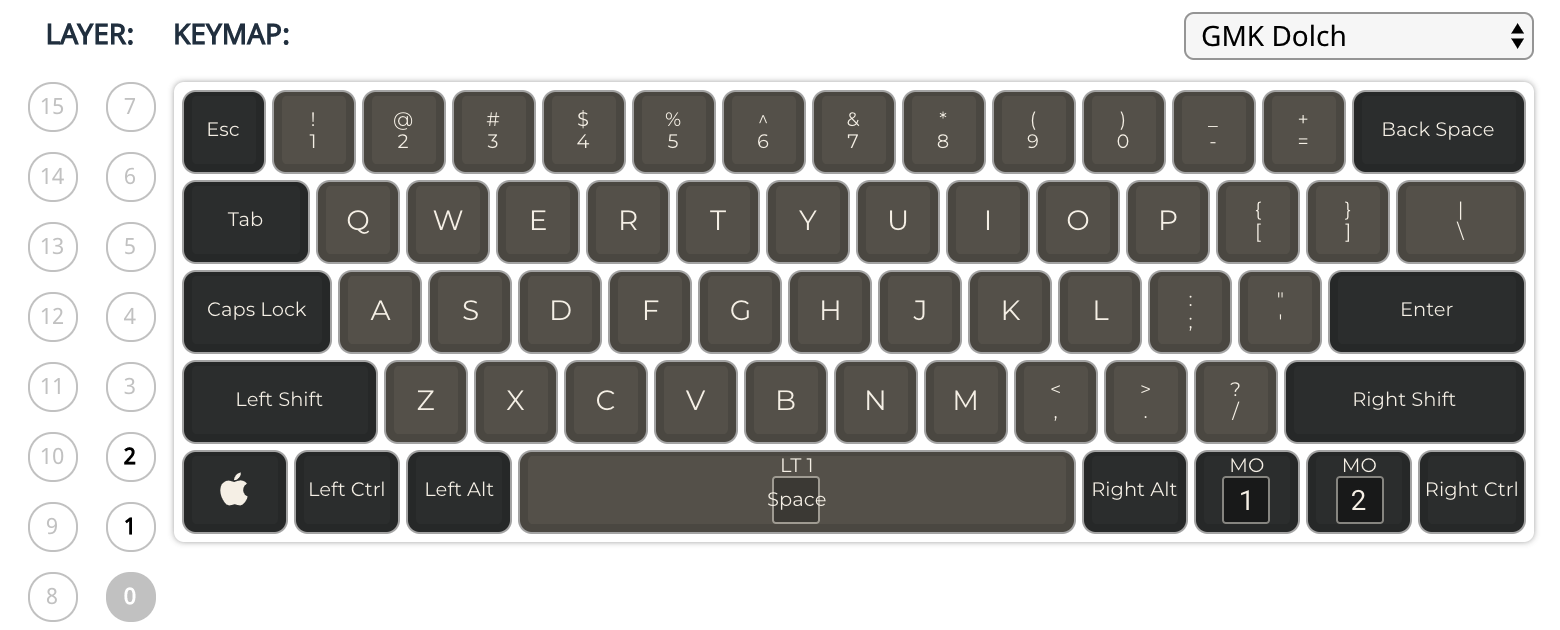 LAYER: KEYMAP: GMK Dolch
15 7
14 6
13 5
12 4
11 3
10 2
9 1
8 0
Esc ! @ # $ % ^ & * ( ) _ + Back Space
1 2 3 4 5 6 7 8 9 0 - =
Tab Q W E R T Y U I O P { } |
[ ] \
Caps Lock A S D F G H J K L : " Enter
; '
Left Shift Z X C V B N M < > ? Right Shift
, . /
Left Ctrl Left Alt LT 1 Right Alt MO MO Right Ctrl
Space 1 2